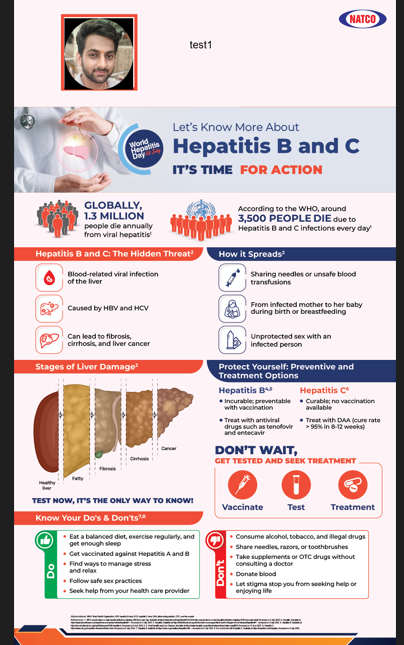 NATCO
test1
World
Hepatitis
Day
Let's Know More About
Hepatitis B and C
IT'S TIME FOR ACTION
GLOBALLY,
1.3 MILLION
people die annually
from viral hepatitis¹
According to the WHO, around
3,500 PEOPLE DIE due to
Hepatitis B and C infections every day¹
Hepatitis B and C: The Hidden Threat²
Blood-related viral infection
of the liver
Caused by HBV and HCV
Can lead to fibrosis,
cirrhosis, and liver cancer
How it Spreads²
Sharing needles or unsafe blood
transfusions
From infected mother to her baby
during birth or breastfeeding
Unprotected sex with an
infected person
Stages of Liver Damage²
Healthy
liver
Fatty
Fibrosis
Cirrhosis
Cancer
TEST NOW, IT'S THE ONLY WAY TO KNOW!
Protect Yourself: Preventive and
Treatment Options
Hepatitis B⁴,⁵
• Incurable; preventable
with vaccination
• Treat with antiviral
drugs such as tenofovir
and entecavir
Hepatitis C⁶
• Curable; no vaccination
available
• Treat with DAA (cure rate
> 95% in 8-12 weeks)
DON'T WAIT,
GET TESTED AND SEEK TREATMENT
Vaccinate
Test
Treatment
Know Your Do's & Don'ts⁷,⁸
Do
• Eat a balanced diet, exercise regularly, and
get enough sleep
• Get vaccinated against Hepatitis A and B
• Find ways to manage stress
and relax
• Follow safe sex practices
• Seek help from your health care provider
Don't
• Consume alcohol, tobacco, and illegal drugs
• Share needles, razors, or toothbrushes
• Take supplements or OTC drugs without
consulting a doctor
• Donate blood
• Let stigma stop you from seeking help or
enjoying life